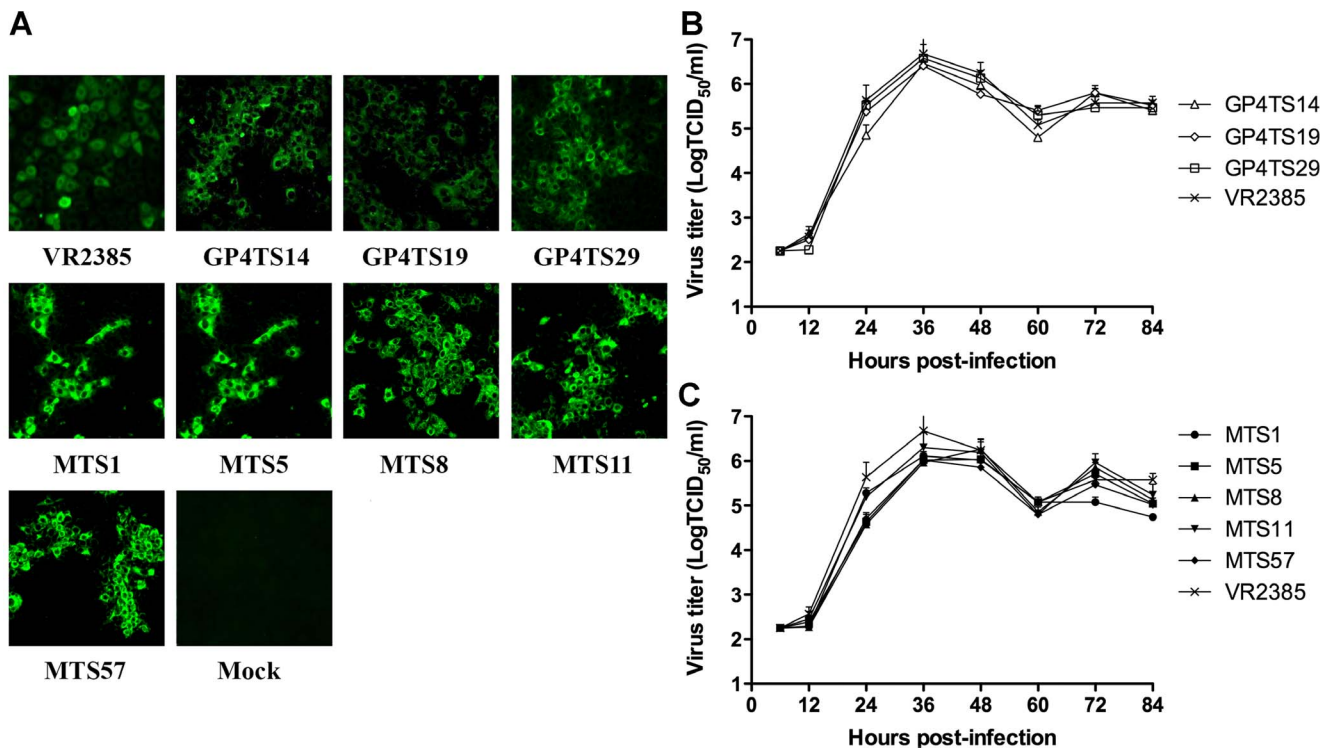 A
VR2385 GP4TS14 GP4TS19 GP4TS29
MTS1 MTS5 MTS8 MTS11
MTS57 Mock
B
Virus titer (LogTCID50/ml)
7
6
5
4
3
2
1
0 12 24 36 48 60 72 84
Hours post-infection
GP4TS14
GP4TS19
GP4TS29
VR2385
C
Virus titer (LogTCID50/ml)
7
6
5
4
3
2
1
0 12 24 36 48 60 72 84
Hours post-infection
MTS1
MTS5
MTS8
MTS11
MTS57
VR2385